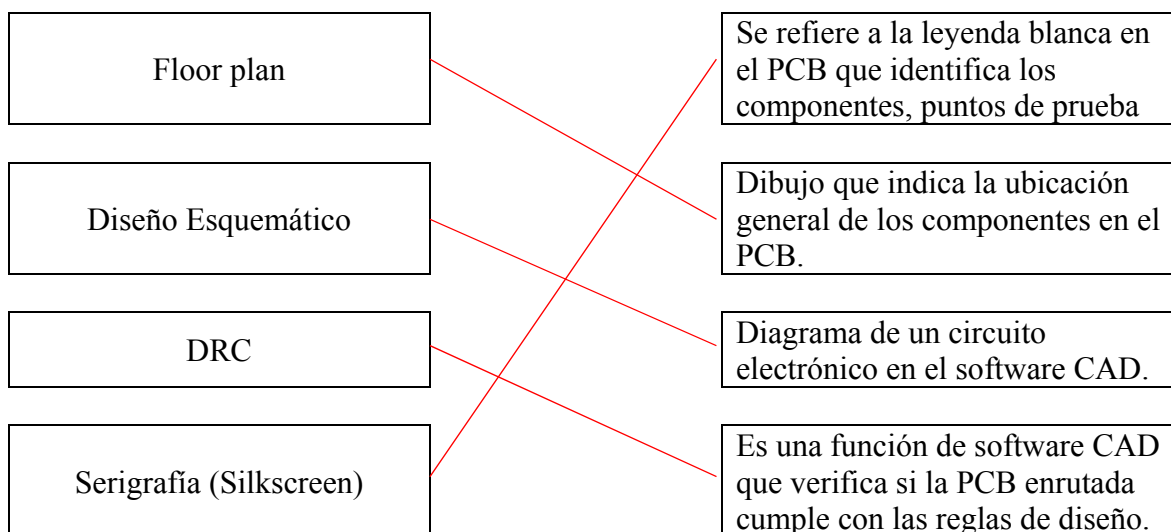 Floor plan
Se refiere a la leyenda blanca en
el PCB que identifica los
componentes, puntos de prueba
Diseño Esquemático
Dibujo que indica la ubicación
general de los componentes en el
PCB.
DRC
Diagrama de un circuito
electrónico en el software CAD.
Serigrafía (Silkscreen)
Es una función de software CAD
que verifica si la PCB enrutada
cumple con las reglas de diseño.